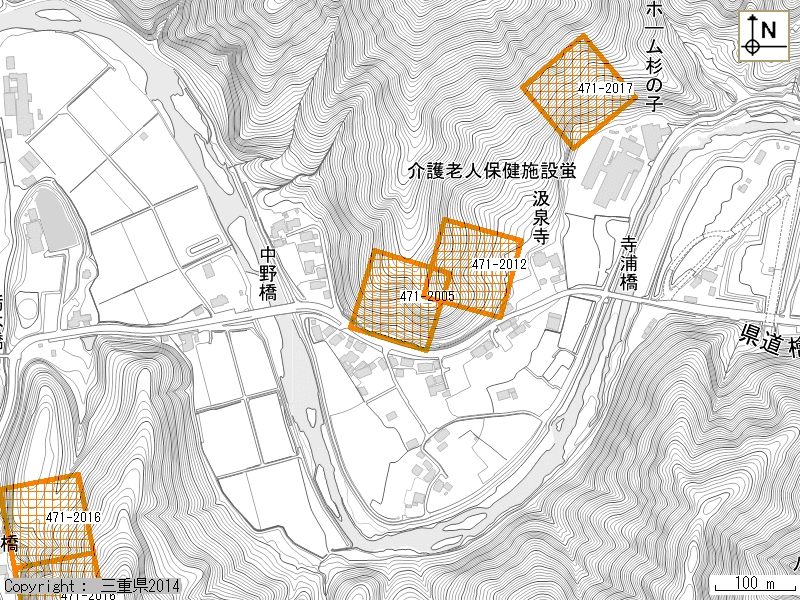 ホーム杉の子
N
471-2017
介護老人保健施設蛍
汲泉寺
寺浦橋
中野橋
471-2012
471-2005
県道 檜
471-2016
橋
Copyright : 三重県2014
100 m